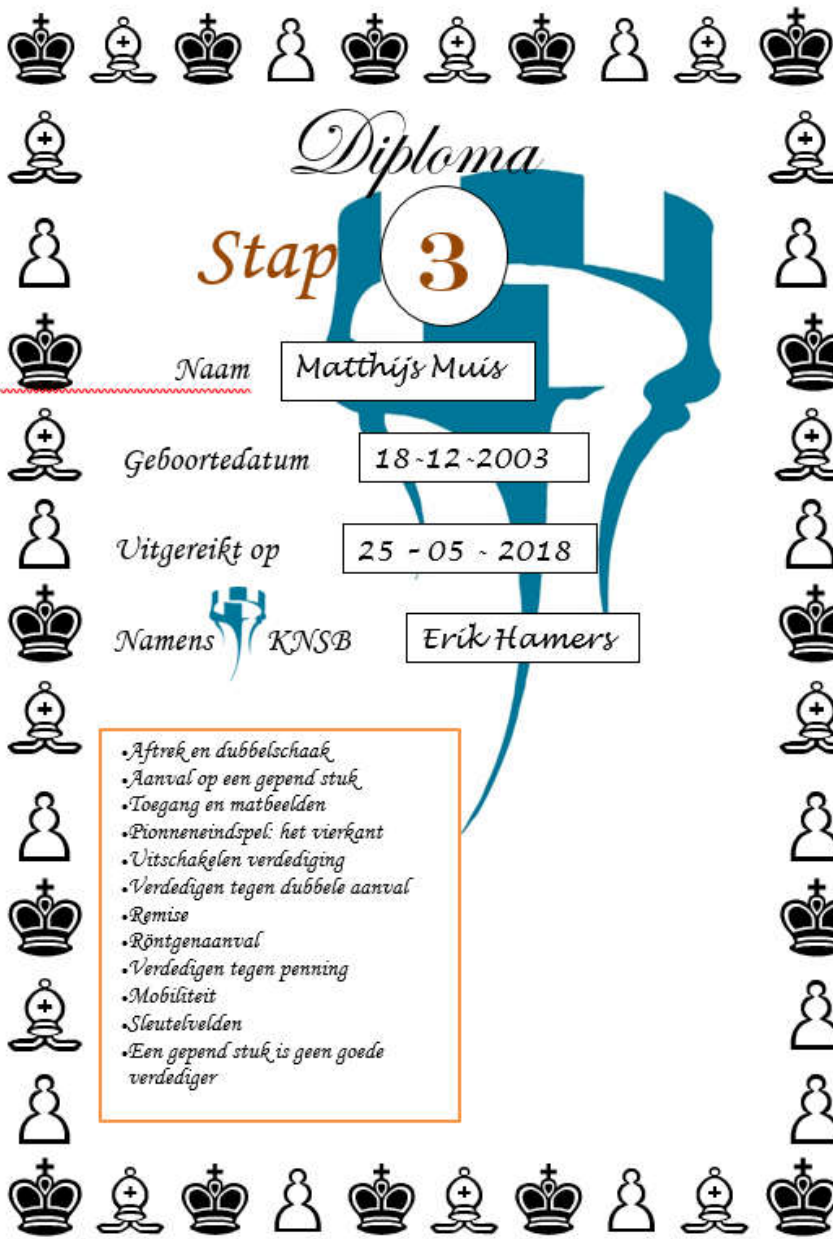 Diploma
Stap 3
Naam Matthijs Muis
Geboortedatum 18-12-2003
Uitgereikt op 25 - 05 - 2018
Namens KNSB Erik Hamers
•Aftrek en dubbelschaak
•Aanval op een gepend stuk
•Toegang en matbeelden
•Pionneneindspel: het vierkant
•Uitschakelen verdediging
•Verdedigen tegen dubbele aanval
•Remise
•Röntgenaanval
•Verdedigen tegen penning
•Mobiliteit
•Sleutelvelden
•Een gepend stuk is geen goede
verdediger